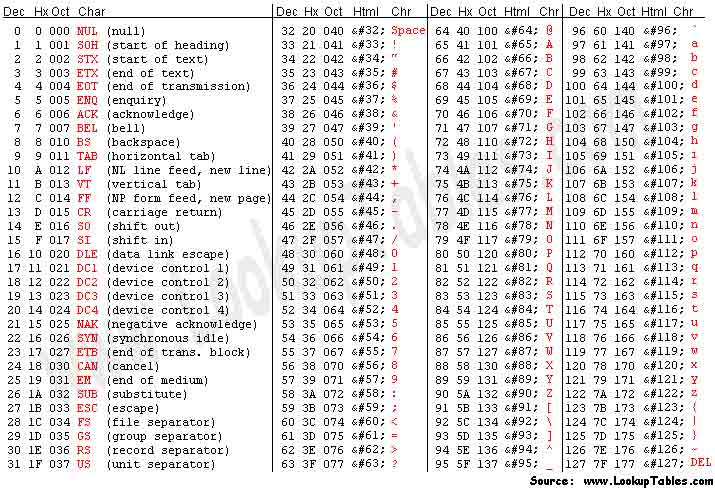 Dec Hx Oct Char Dec Hx Oct Html Chr Dec Hx Oct Html Chr Dec Hx Oct Html Chr
0 0 000 NUL (null) 32 20 040 &#32; Space 64 40 100 &#64; @ 96 60 140 &#96; `
1 1 001 SOH (start of heading) 33 21 041 &#33; ! 65 41 101 &#65; A 97 61 141 &#97; a
2 2 002 STX (start of text) 34 22 042 &#34; " 66 42 102 &#66; B 98 62 142 &#98; b
3 3 003 ETX (end of text) 35 23 043 &#35; # 67 43 103 &#67; C 99 63 143 &#99; c
4 4 004 EOT (end of transmission) 36 24 044 &#36; $ 68 44 104 &#68; D 100 64 144 &#100; d
5 5 005 ENQ (enquiry) 37 25 045 &#37; % 69 45 105 &#69; E 101 65 145 &#101; e
6 6 006 ACK (acknowledge) 38 26 046 &#38; & 70 46 106 &#70; F 102 66 146 &#102; f
7 7 007 BEL (bell) 39 27 047 &#39; ' 71 47 107 &#71; G 103 67 147 &#103; g
8 8 010 BS (backspace) 40 28 050 &#40; ( 72 48 110 &#72; H 104 68 150 &#104; h
9 9 011 TAB (horizontal tab) 41 29 051 &#41; ) 73 49 111 &#73; I 105 69 151 &#105; i
10 A 012 LF (NL line feed, new line) 42 2A 052 &#42; * 74 4A 112 &#74; J 106 6A 152 &#106; j
11 B 013 VT (vertical tab) 43 2B 053 &#43; + 75 4B 113 &#75; K 107 6B 153 &#107; k
12 C 014 FF (NP form feed, new page) 44 2C 054 &#44; , 76 4C 114 &#76; L 108 6C 154 &#108; l
13 D 015 CR (carriage return) 45 2D 055 &#45; - 77 4D 115 &#77; M 109 6D 155 &#109; m
14 E 016 SO (shift out) 46 2E 056 &#46; . 78 4E 116 &#78; N 110 6E 156 &#110; n
15 F 017 SI (shift in) 47 2F 057 &#47; / 79 4F 117 &#79; O 111 6F 157 &#111; o
16 10 020 DLE (data link escape) 48 30 060 &#48; 0 80 50 120 &#80; P 112 70 160 &#112; p
17 11 021 DC1 (device control 1) 49 31 061 &#49; 1 81 51 121 &#81; Q 113 71 161 &#113; q
18 12 022 DC2 (device control 2) 50 32 062 &#50; 2 82 52 122 &#82; R 114 72 162 &#114; r
19 13 023 DC3 (device control 3) 51 33 063 &#51; 3 83 53 123 &#83; S 115 73 163 &#115; s
20 14 024 DC4 (device control 4) 52 34 064 &#52; 4 84 54 124 &#84; T 116 74 164 &#116; t
21 15 025 NAK (negative acknowledge) 53 35 065 &#53; 5 85 55 125 &#85; U 117 75 165 &#117; u
22 16 026 SYN (synchronous idle) 54 36 066 &#54; 6 86 56 126 &#86; V 118 76 166 &#118; v
23 17 027 ETB (end of trans. block) 55 37 067 &#55; 7 87 57 127 &#87; W 119 77 167 &#119; w
24 18 030 CAN (cancel) 56 38 070 &#56; 8 88 58 130 &#88; X 120 78 170 &#120; x
25 19 031 EM (end of medium) 57 39 071 &#57; 9 89 59 131 &#89; Y 121 79 171 &#121; y
26 1A 032 SUB (substitute) 58 3A 072 &#58; : 90 5A 132 &#90; Z 122 7A 172 &#122; z
27 1B 033 ESC (escape) 59 3B 073 &#59; ; 91 5B 133 &#91; [ 123 7B 173 &#123; {
28 1C 034 FS (file separator) 60 3C 074 &#60; < 92 5C 134 &#92; \ 124 7C 174 &#124; |
29 1D 035 GS (group separator) 61 3D 075 &#61; = 93 5D 135 &#93; ] 125 7D 175 &#125; }
30 1E 036 RS (record separator) 62 3E 076 &#62; > 94 5E 136 &#94; ^ 126 7E 176 &#126; ~
31 1F 037 US (unit separator) 63 3F 077 &#63; ? 95 5F 137 &#95; _ 127 7F 177 &#127; DEL
Source: www.LookupTables.com